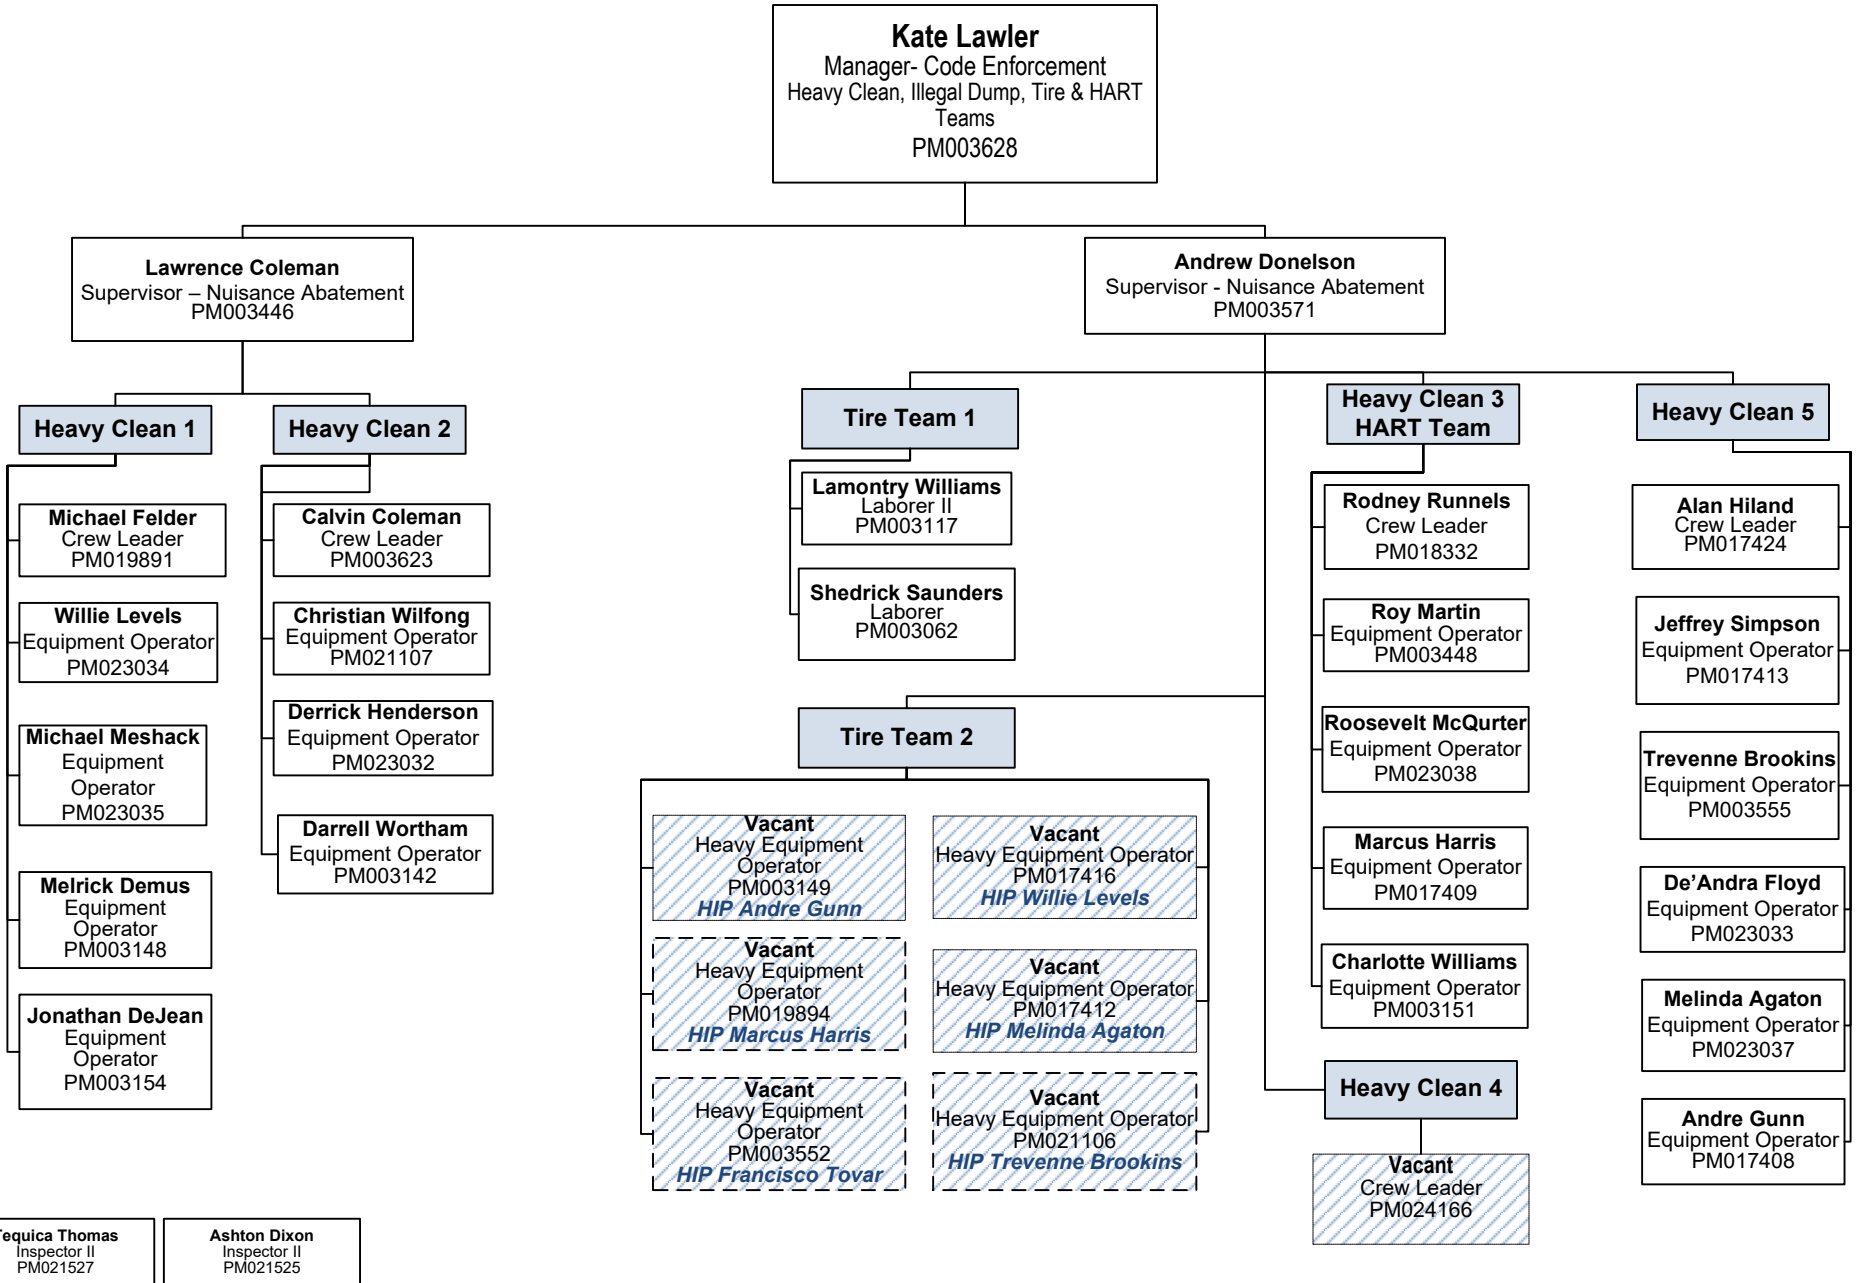 Kate Lawler
Manager- Code Enforcement
Heavy Clean, Illegal Dump, Tire & HART
Teams
PM003628
Lawrence Coleman
Supervisor – Nuisance Abatement
PM003446
Andrew Donelson
Supervisor - Nuisance Abatement
PM003571
Heavy Clean 1
Michael Felder
Crew Leader
PM019891
Willie Levels
Equipment Operator
PM023034
Michael Meshack
Equipment
Operator
PM023035
Melrick Demus
Equipment
Operator
PM003148
Jonathan DeJean
Equipment
Operator
PM003154
Heavy Clean 2
Calvin Coleman
Crew Leader
PM003623
Christian Wilfong
Equipment Operator
PM021107
Derrick Henderson
Equipment Operator
PM023032
Darrell Wortham
Equipment Operator
PM003142
Tire Team 1
Lamontry Williams
Laborer II
PM003117
Shedrick Saunders
Laborer
PM003062
Tire Team 2
Vacant
Heavy Equipment
Operator
PM003149
HIP Andre Gunn
Vacant
Heavy Equipment
Operator
PM019894
HIP Marcus Harris
Vacant
Heavy Equipment
Operator
PM003552
HIP Francisco Tovar
Vacant
Heavy Equipment Operator
PM017416
HIP Willie Levels
Vacant
Heavy Equipment Operator
PM017412
HIP Melinda Agaton
Vacant
Heavy Equipment Operator
PM021106
HIP Trevenne Brookins
Heavy Clean 3
HART Team
Rodney Runnels
Crew Leader
PM018332
Roy Martin
Equipment Operator
PM003448
Roosevelt McQurter
Equipment Operator
PM023038
Marcus Harris
Equipment Operator
PM017409
Charlotte Williams
Equipment Operator
PM003151
Heavy Clean 4
Vacant
Crew Leader
PM024166
Heavy Clean 5
Alan Hiland
Crew Leader
PM017424
Jeffrey Simpson
Equipment Operator
PM017413
Trevenne Brookins
Equipment Operator
PM003555
De’Andra Floyd
Equipment Operator
PM023033
Melinda Agaton
Equipment Operator
PM023037
Andre Gunn
Equipment Operator
PM017408
Thomas
Inspector II
PM021527
Ashton Dixon
Inspector II
PM021525